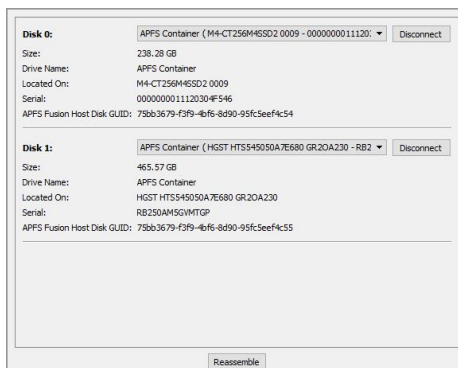 Disk 0: APFS Container ( M4-CT256M4SSD2 0009 - 00000000111203 Disconnect
Size: 238.28 GB
Drive Name: APFS Container
Located On: M4-CT256M4SSD2 0009
Serial: 0000000011120304F546
APFS Fusion Host Disk GUID: 75bb3679-f3f9-4bf6-8d90-95fc5eef4c54
Disk 1: APFS Container ( HGST HTS545050A7E680 GR2OA230 - RB2 Disconnect
Size: 465.57 GB
Drive Name: APFS Container
Located On: HGST HTS545050A7E680 GR2OA230
Serial: RB250AM5GVMTGP
APFS Fusion Host Disk GUID: 75bb3679-f3f9-4bf6-8d90-95fc5eef4c55
Reassemble